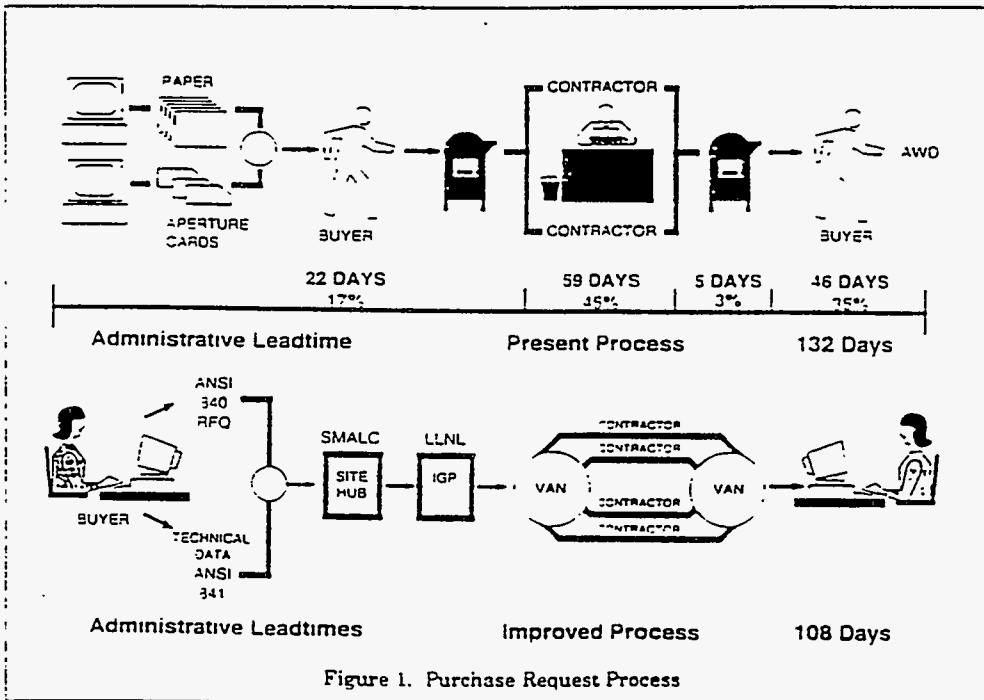 PAPER
APERTURE
CARDS
BUYER
CONTRACTOR
CONTRACTOR
BUYER
AWD
22 DAYS
17%
59 DAYS
45%
5 DAYS
3%
46 DAYS
35%
Administrative Leadtime
Present Process
132 Days
ANSI
840
RFQ
BUYER
TECHNICAL
DATA
ANSI
841
SMALC
SITE
HUB
LLNL
IGP
VAN
CONTRACTOR
CONTRACTOR
CONTRACTOR
CONTRACTOR
VAN
Administrative Leadtimes
Improved Process
108 Days
Figure 1. Purchase Request Process